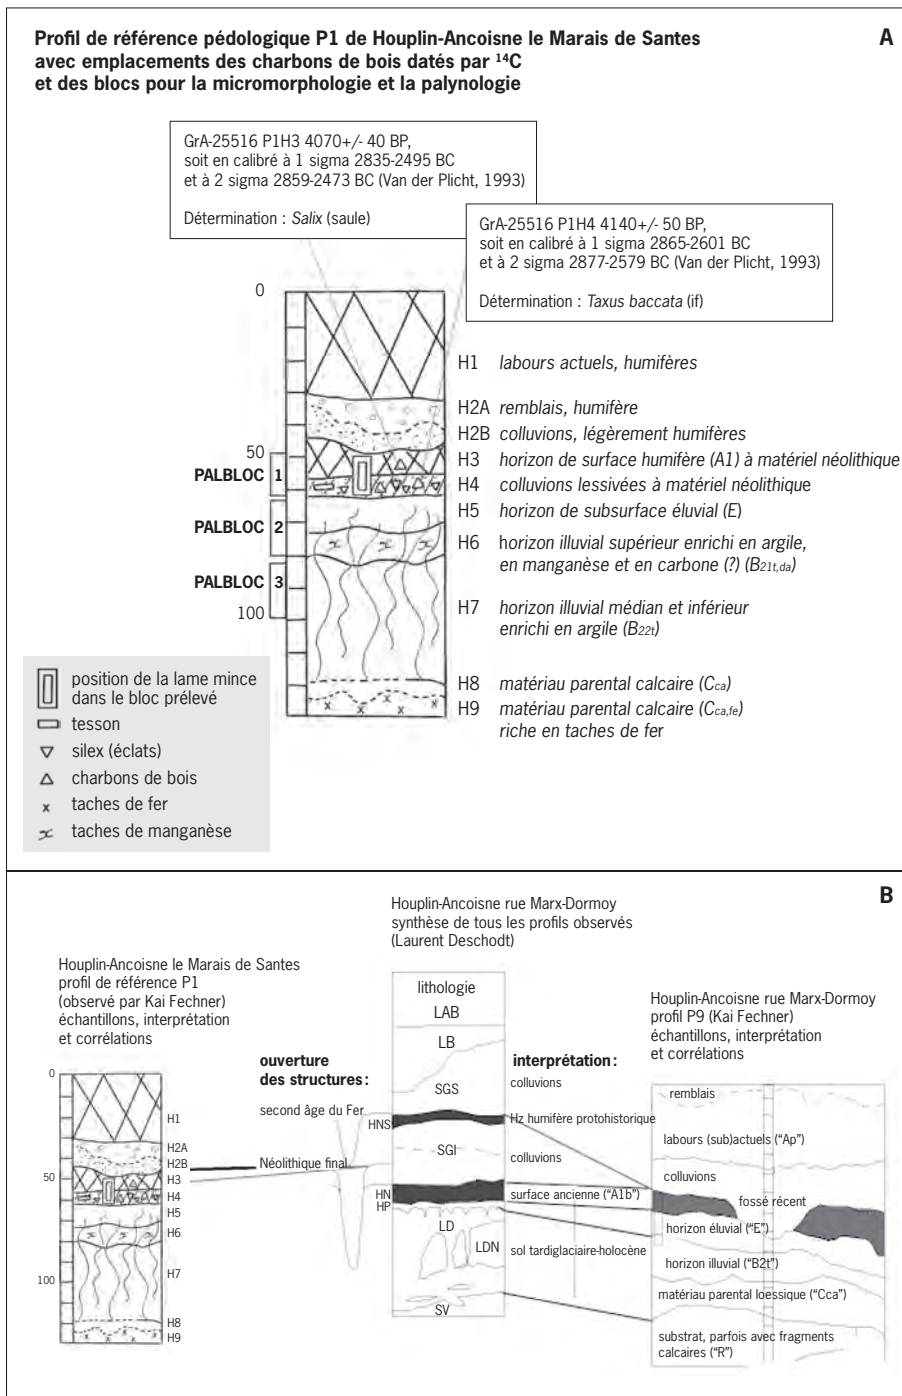 Profil de référence pédologique P1 de Houplin-Ancoisne le Marais de Santes
avec emplacements des charbons de bois datés par ¹⁴C
et des blocs pour la micromorphologie et la palynologie
A
GrA-25516 P1H3 4070+/- 40 BP,
soit en calibré à 1 sigma 2835-2495 BC
et à 2 sigma 2859-2473 BC (Van der Plicht, 1993)
Détermination : Salix (saule)
GrA-25516 P1H4 4140+/- 50 BP,
soit en calibré à 1 sigma 2865-2601 BC
et à 2 sigma 2877-2579 BC (Van der Plicht, 1993)
Détermination : Taxus baccata (if)
0
50
100
PALBLOC 1
PALBLOC 2
PALBLOC 3
H1 labours actuels, humifères
H2A remblais, humifère
H2B colluvions, légèrement humifères
H3 horizon de surface humifère (A1) à matériel néolithique
H4 colluvions lessivées à matériel néolithique
H5 horizon de subsurface éluvial (E)
H6 horizon illuvial supérieur enrichi en argile,
en manganèse et en carbone (?) (B21t,da)
H7 horizon illuvial médian et inférieur
enrichi en argile (B22t)
H8 matériau parental calcaire (Cca)
H9 matériau parental calcaire (Cca,fe)
riche en taches de fer
position de la lame mince
dans le bloc prélevé
tesson
silex (éclats)
charbons de bois
taches de fer
taches de manganèse
B
Houplin-Ancoisne le Marais de Santes
profil de référence P1
(observé par Kai Fechner)
échantillons, interprétation
et corrélations
0
50
100
H1
H2A
H2B
H3
H4
H5
H6
H7
H8
H9
ouverture
des structures :
second âge du Fer
Néolithique final
Houplin-Ancoisne rue Marx-Dormoy
synthèse de tous les profils observés
(Laurent Deschodt)
lithologie
LAB
LB
SGS
HNS
SGI
HN
HP
LD
LDN
SV
interprétation :
colluvions
Hz humifère protohistorique
colluvions
surface ancienne ("A1b")
sol tardiglaciaire-holocène
Houplin-Ancoisne rue Marx-Dormoy
profil P9 (Kai Fechner)
échantillons, interprétation
et corrélations
remblais
labours (sub)actuels ("Ap")
colluvions
fossé récent
horizon éluvial ("E")
horizon illuvial ("B2t")
matériau parental loessique ("Cca")
substrat, parfois avec fragments
calcaires ("R")